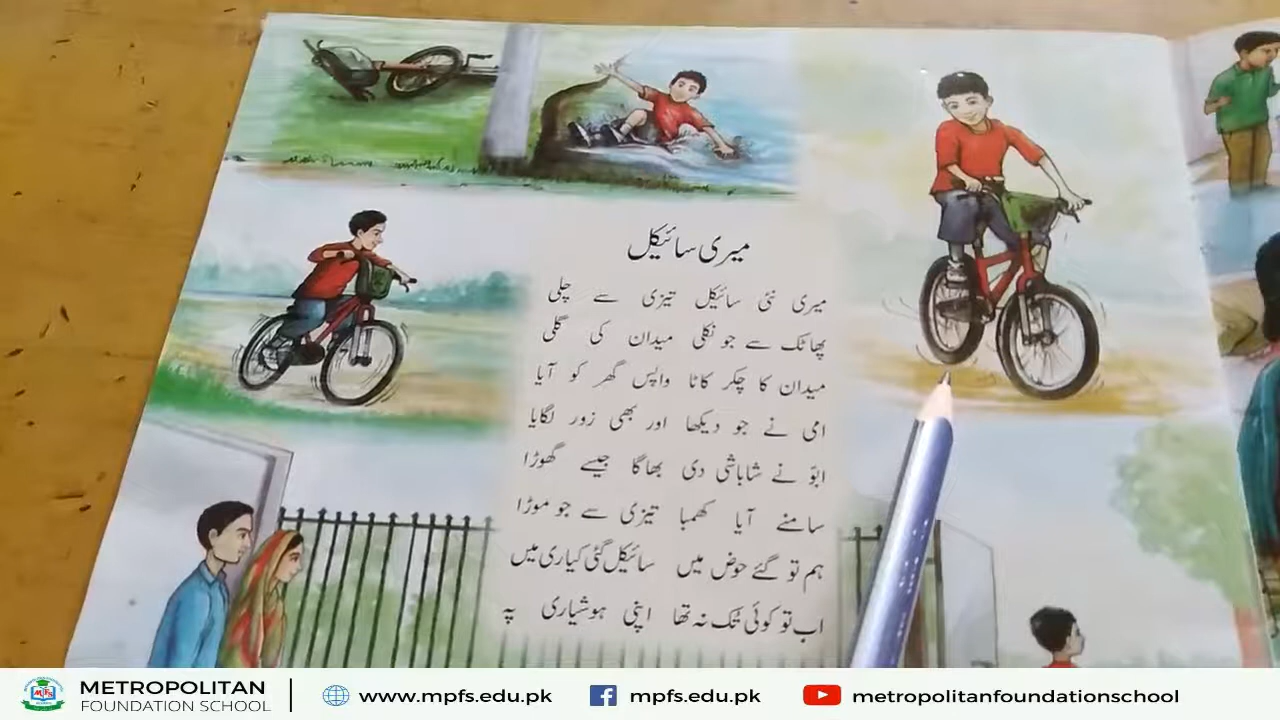 میری سائیکل
میری نئی سائیکل تیزی سے چلی
پھاٹک سے جو نکلی میدان کی گلی
میدان کا چکر کاٹا واپس گھر کو آیا
امی نے جو دیکھا اور بھی زور لگایا
ابّو نے شاباشی دی بھاگا جیسے گھوڑا
سامنے آیا کھمبا تیزی سے جو موڑا
ہم تو گئے حوض میں سائیکل گئی کیاری میں
اب تو کوئی شک نہ تھا اپنی ہوشیاری پہ
METROPOLITAN
FOUNDATION SCHOOL
www.mpfs.edu.pk
mpfs.edu.pk
metropolitanfoundationschool